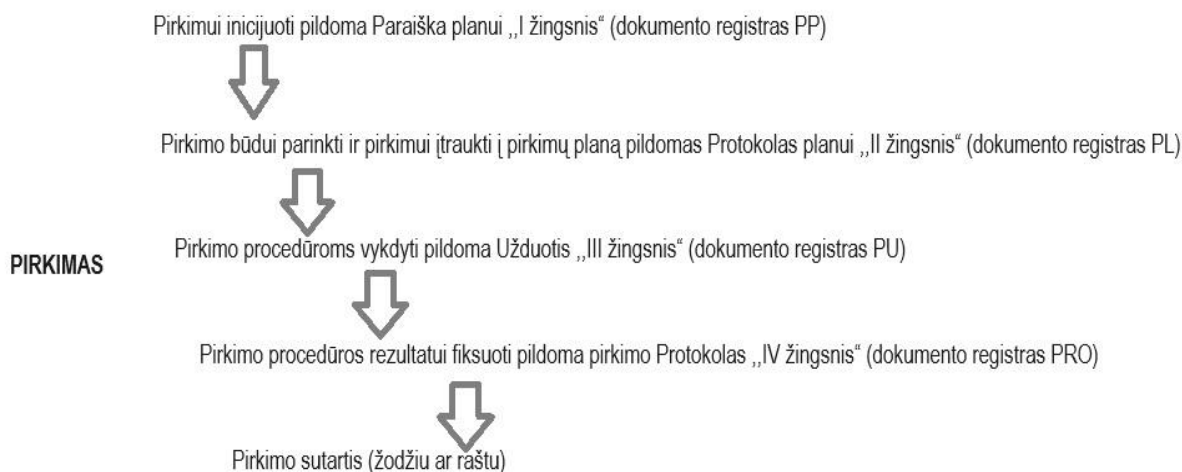 Pirkimui inicijuoti pildoma Paraiška planui ,,I žingsnis“ (dokumento registras PP)
Pirkimo būdui parinkti ir pirkimui įtraukti į pirkimų planą pildomas Protokolas planui ,,II žingsnis“ (dokumento registras PL)
Pirkimo procedūroms vykdyti pildoma Užduotis ,,III žingsnis“ (dokumento registras PU)
PIRKIMAS
Pirkimo procedūros rezultatui fiksuoti pildoma pirkimo Protokolas ,,IV žingsnis“ (dokumento registras PRO)
Pirkimo sutartis (žodžiu ar raštu)